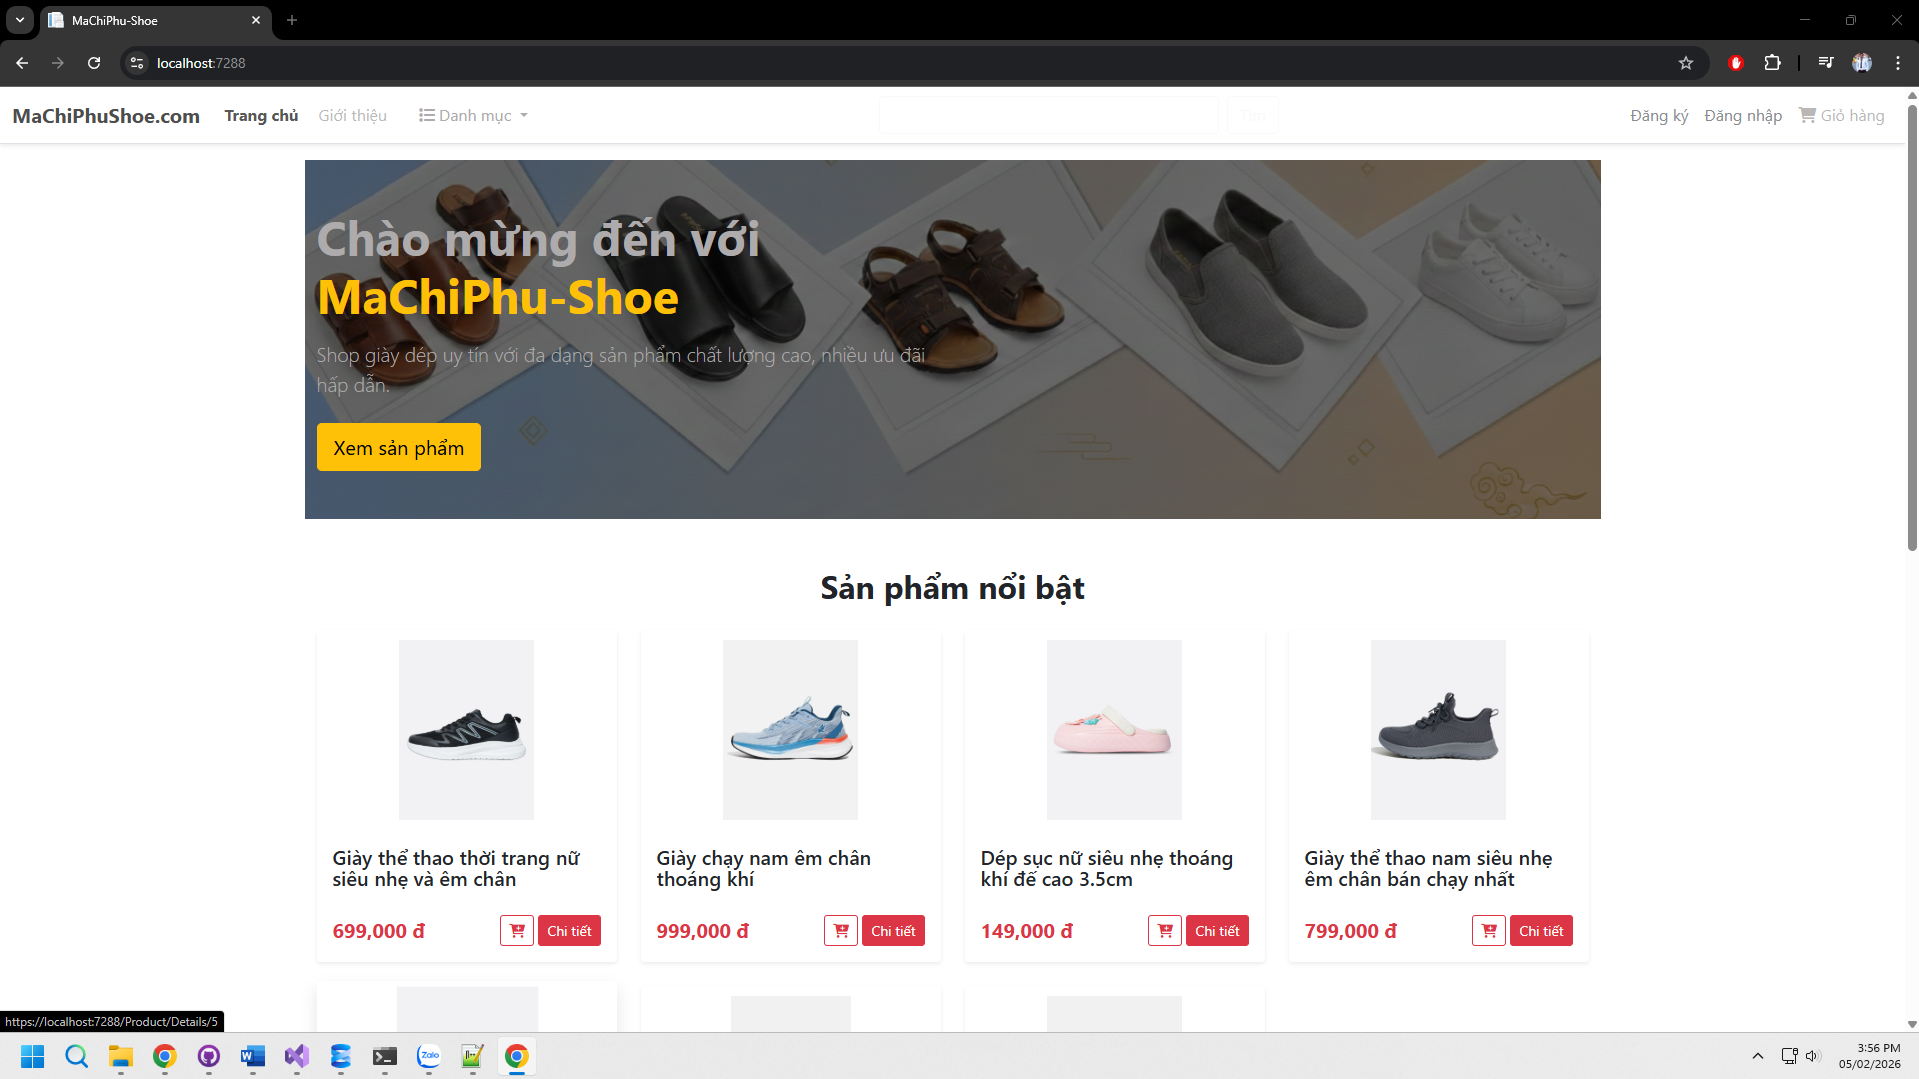 MaChiPhu-Shoe
localhost:7288
MaChiPhuShoe.com Trang chủ Giới thiệu Danh mục Đăng ký Đăng nhập Giỏ hàng
Chào mừng đến với
MaChiPhu-Shoe
Shop giày dép uy tín với đa dạng sản phẩm chất lượng cao, nhiều ưu đãi
hấp dẫn.
Xem sản phẩm
Sản phẩm nổi bật
Giày thể thao thời trang nữ
siêu nhẹ và êm chân
699,000 đ Chi tiết
Giày chạy nam êm chân
thoáng khí
999,000 đ Chi tiết
Dép sục nữ siêu nhẹ thoáng
khí đế cao 3.5cm
149,000 đ Chi tiết
Giày thể thao nam siêu nhẹ
êm chân bán chạy nhất
799,000 đ Chi tiết
https://localhost:7288/Product/Details/5
Zalo
3:56 PM
05/02/2026